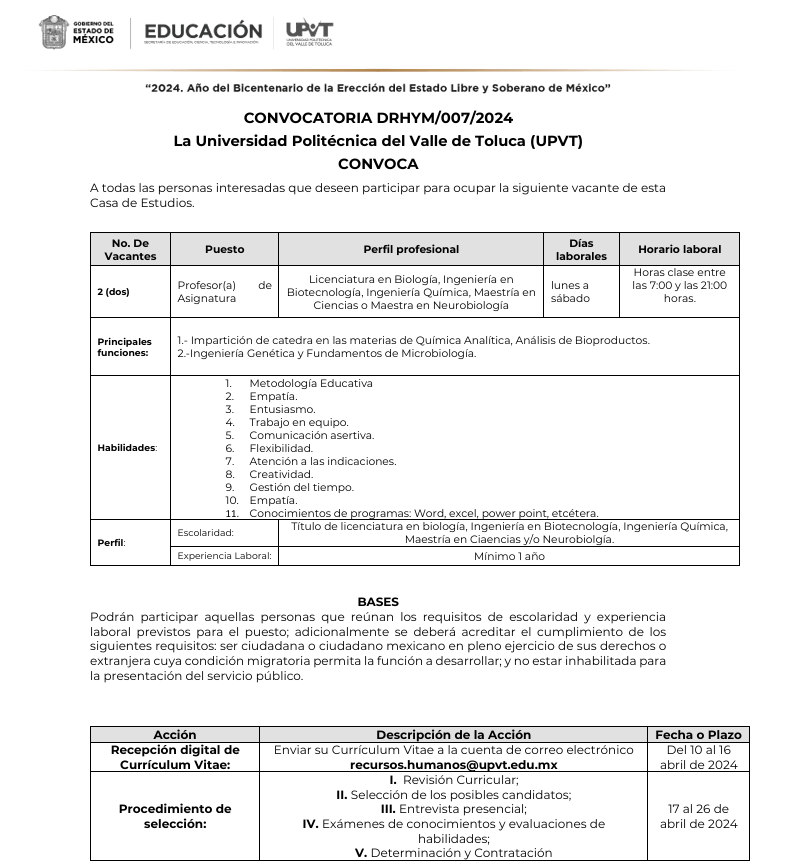 GOBIERNO DEL
ESTADO DE
MÉXICO
EDUCACIÓN
SECRETARÍA DE EDUCACIÓN, CIENCIA, TECNOLOGÍA E INNOVACIÓN
UPVT
UNIVERSIDAD POLITÉCNICA
DEL VALLE DE TOLUCA
“2024. Año del Bicentenario de la Erección del Estado Libre y Soberano de México”
CONVOCATORIA DRHYM/007/2024
La Universidad Politécnica del Valle de Toluca (UPVT)
CONVOCA
A todas las personas interesadas que deseen participar para ocupar la siguiente vacante de esta
Casa de Estudios.
No. De
Vacantes
Puesto
Perfil profesional
Días
laborales
Horario laboral
2 (dos)
Profesor(a) de
Asignatura
Licenciatura en Biología, Ingeniería en
Biotecnología, Ingeniería Química, Maestría en
Ciencias o Maestra en Neurobiología
lunes a
sábado
Horas clase entre
las 7:00 y las 21:00
horas.
Principales
funciones:
1.- Impartición de catedra en las materias de Química Analítica, Análisis de Bioproductos.
2.-Ingeniería Genética y Fundamentos de Microbiología.
Habilidades:
1. Metodología Educativa
2. Empatía.
3. Entusiasmo.
4. Trabajo en equipo.
5. Comunicación asertiva.
6. Flexibilidad.
7. Atención a las indicaciones.
8. Creatividad.
9. Gestión del tiempo.
10. Empatía.
11. Conocimientos de programas: Word, excel, power point, etcétera.
Perfil:
Escolaridad:
Título de licenciatura en biología, Ingeniería en Biotecnología, Ingeniería Química,
Maestría en Ciaencias y/o Neurobiolgía.
Experiencia Laboral:
Mínimo 1 año
BASES
Podrán participar aquellas personas que reúnan los requisitos de escolaridad y experiencia
laboral previstos para el puesto; adicionalmente se deberá acreditar el cumplimiento de los
siguientes requisitos: ser ciudadana o ciudadano mexicano en pleno ejercicio de sus derechos o
extranjera cuya condición migratoria permita la función a desarrollar; y no estar inhabilitada para
la presentación del servicio público.
Acción
Descripción de la Acción
Fecha o Plazo
Recepción digital de
Currículum Vitae:
Enviar su Currículum Vitae a la cuenta de correo electrónico
recursos.humanos@upvt.edu.mx
Del 10 al 16
abril de 2024
Procedimiento de
selección:
I. Revisión Curricular;
II. Selección de los posibles candidatos;
III. Entrevista presencial;
IV. Exámenes de conocimientos y evaluaciones de
habilidades;
V. Determinación y Contratación
17 al 26 de
abril de 2024